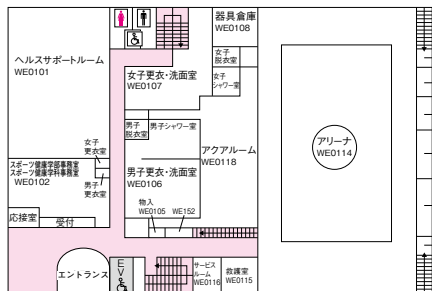 器具倉庫
WE0108
ヘルスサポートルーム
WE0101
女子
脱衣室
女子更衣・洗面室
WE0107
女子
シャワー室
男子
脱衣室
男子シャワー室
アリーナ
WE0114
女子
更衣室
アクアルーム
WE0118
スポーツ健康学部事務室
スポーツ健康学科事務室
WE0102
男子更衣・洗面室
WE0106
男子
更衣室
物入
WE0105
WE152
応接室
受付
エントランス
EV
サービス
ルーム
WE0116
救護室
WE0115